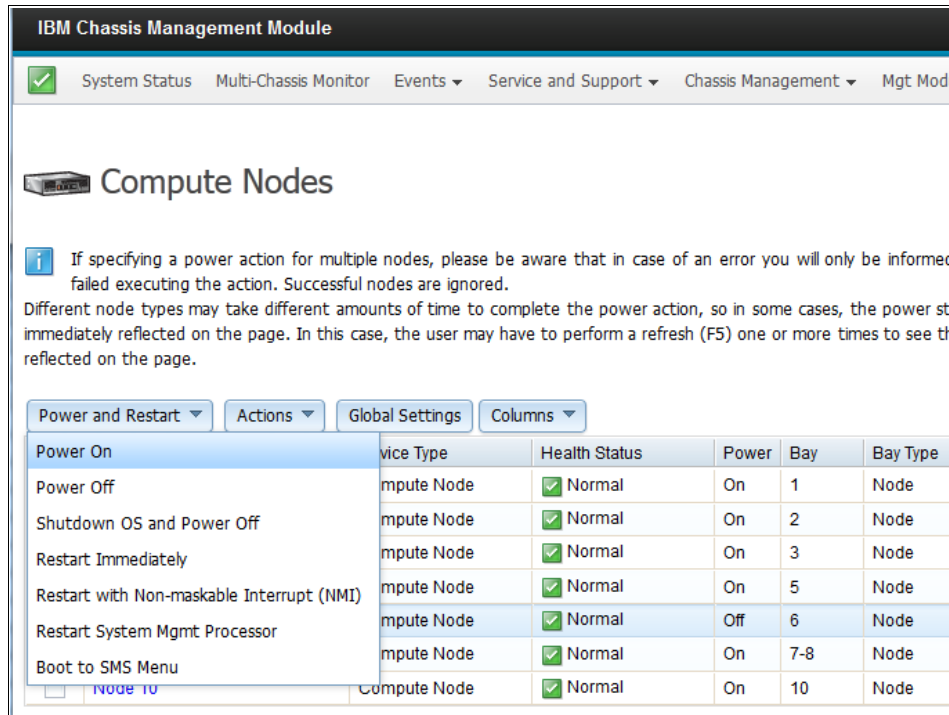 IBM Chassis Management Module
System Status Multi-Chassis Monitor Events Service and Support Chassis Management Mgt Mod
Compute Nodes
i If specifying a power action for multiple nodes, please be aware that in case of an error you will only be informed
failed executing the action. Successful nodes are ignored.
Different node types may take different amounts of time to complete the power action, so in some cases, the power st
immediately reflected on the page. In this case, the user may have to perform a refresh (F5) one or more times to see th
reflected on the page.
Power and Restart Actions Global Settings Columns
Power On
Power Off
Shutdown OS and Power Off
Restart Immediately
Restart with Non-maskable Interrupt (NMI)
Restart System Mgmt Processor
Boot to SMS Menu
vice Type Health Status Power Bay Bay Type
mpute Node Normal On 1 Node
mpute Node Normal On 2 Node
mpute Node Normal On 3 Node
mpute Node Normal On 5 Node
mpute Node Normal Off 6 Node
mpute Node Normal On 7-8 Node
Node 10 Compute Node Normal On 10 Node